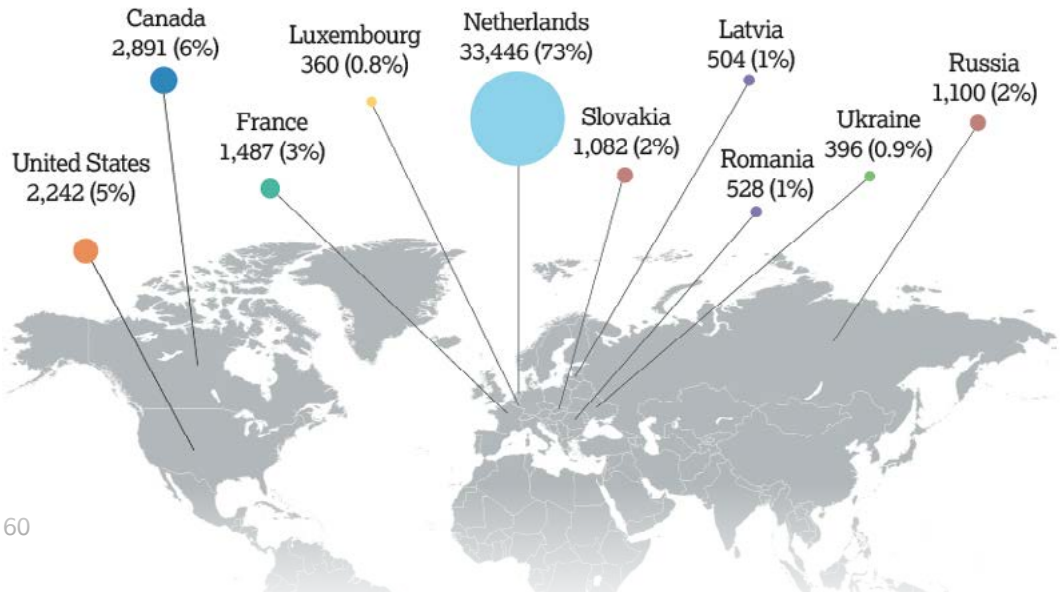 Canada
2,891 (6%)
Luxembourg
360 (0.8%)
Netherlands
33,446 (73%)
Latvia
504 (1%)
Russia
1,100 (2%)
France
1,487 (3%)
Slovakia
1,082 (2%)
Ukraine
396 (0.9%)
United States
2,242 (5%)
Romania
528 (1%)
60